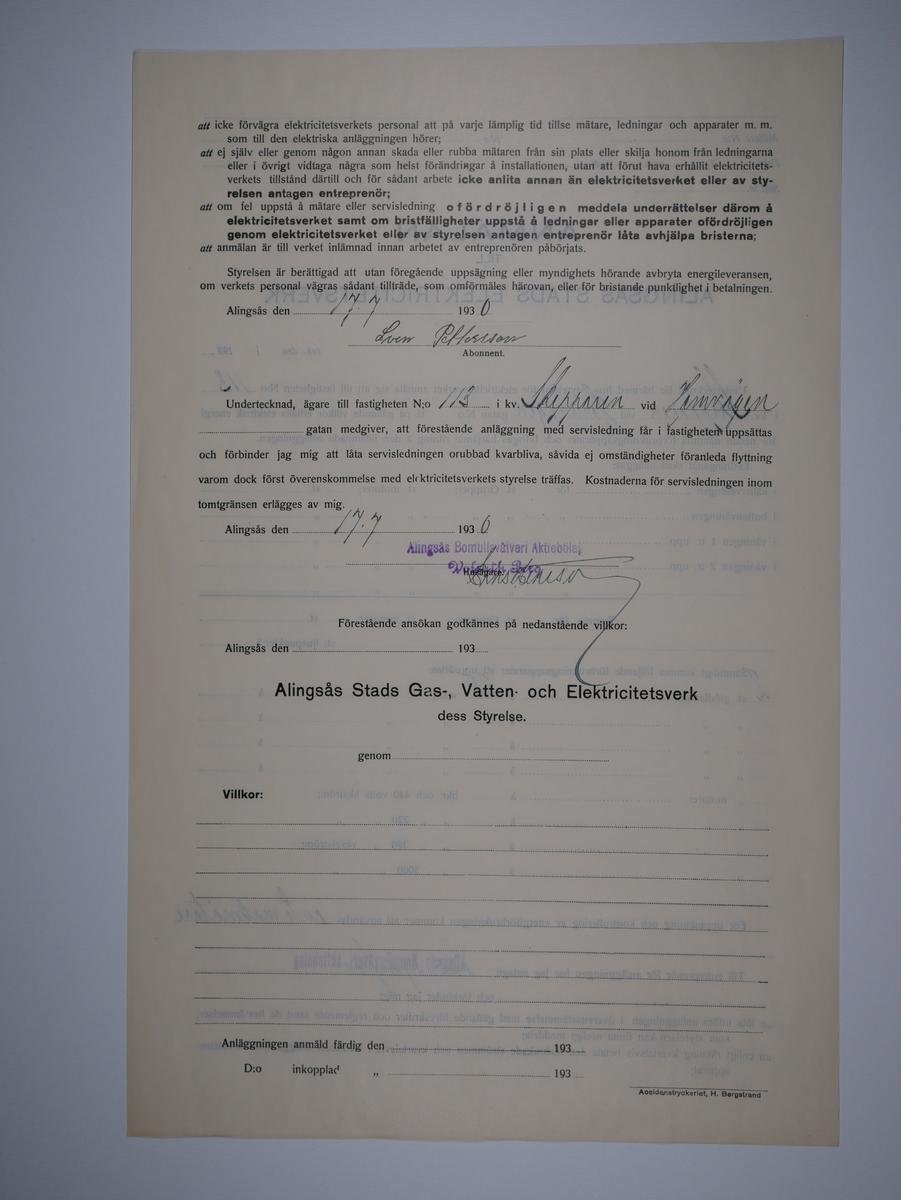 att icke förvägra elektricitetsverkets personal att på varje lämplig tid tillse mätare, ledningar och apparater m. m.
som till den elektriska anläggningen hörer;
att ej själv eller genom någon annan skada eller rubba mätaren från sin plats eller skilja honom från ledningarna
eller i övrigt vidtaga några som helst förändringar å installationen, utan att förut hava erhållit elektricitets-
verkets tillstånd därtill och för sådant arbete icke anlita annan än elektricitetsverket eller av sty-
relsen antagen entreprenör;
att om fel uppstå å mätare eller servisledning ofördröjligen meddela underrättelser därom å
elektricitetsverket samt om bristfälligheter uppstå å ledningar eller apparater ofördröjligen
genom elektricitetsverket eller av styrelsen antagen entreprenör låta avhjälpa bristerna;
att anmälan är till verket inlämnad innan arbetet av entreprenören påbörjats.
Styrelsen är berättigad att utan föregående uppsägning eller myndighets hörande avbryta energileveransen,
om verkets personal vägras sådant tillträde, som omförmäles härovan, eller för bristande punktlighet i betalningen.
Alingsås den 17.7 1930
Sven Petterson
Abonnent.
Undertecknad, ägare till fastigheten N:o 113 i kv. Skepparen vid Hemvägen
gatan medgiver, att förestående anläggning med servisledning får i fastigheten uppsättas
och förbinder jag mig att låta servisledningen orubbad kvarbliva, såvida ej omständigheter föranleda flyttning
varom dock först överenskommelse med elektricitetsverkets styrelse träffas. Kostnaderna för servisledningen inom
tomtgränsen erlägges av mig.
Alingsås den 17.7 1930
Alingsås Bomullsväfveri Aktiebolag
Förestående ansökan godkännes på nedanstående villkor:
Alingsås den 193
Alingsås Stads Gas-, Vatten- och Elektricitetsverk
dess Styrelse.
genom
Villkor:
Anläggningen anmäld färdig den 193
D:o inkopplad „ 193
Accidenstryckeriet, H. Bergstrand